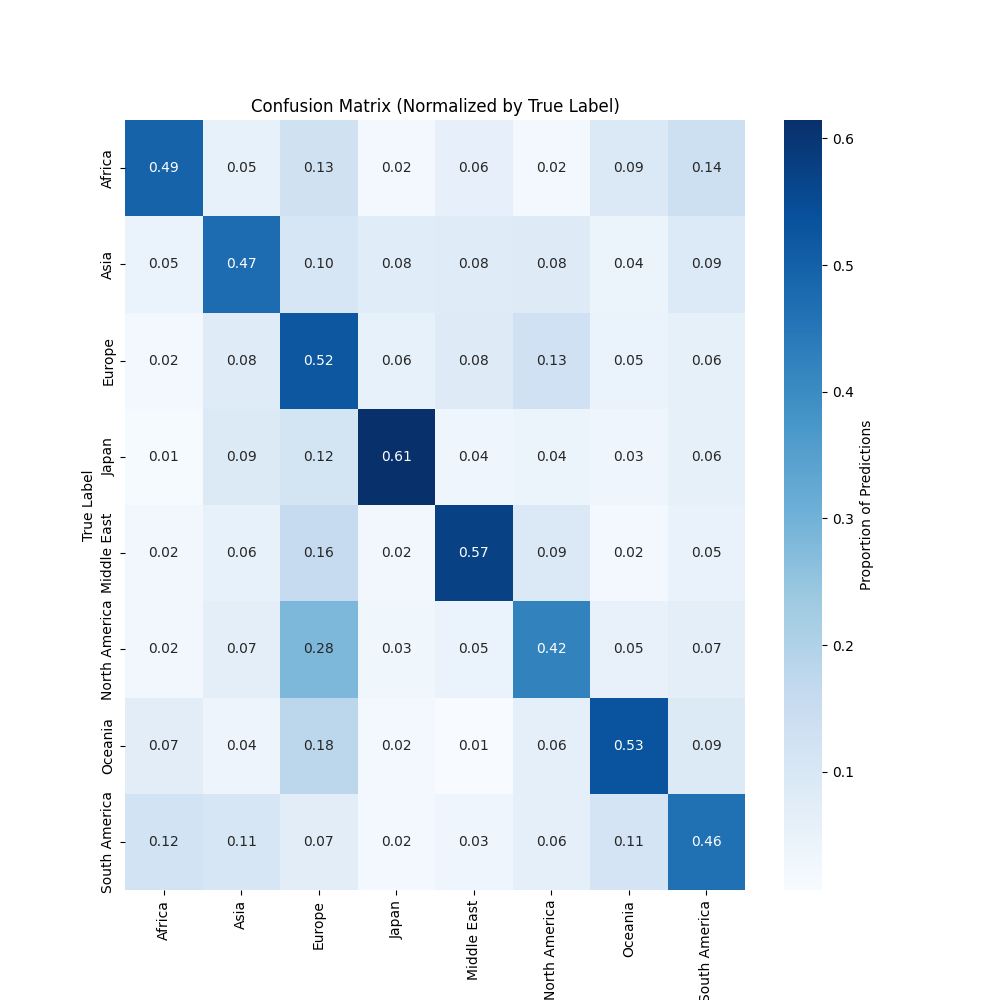 Confusion Matrix (Normalized by True Label)
True Label
Africa 0.49 0.05 0.13 0.02 0.06 0.02 0.09 0.14
Asia 0.05 0.47 0.10 0.08 0.08 0.08 0.04 0.09
Europe 0.02 0.08 0.52 0.06 0.08 0.13 0.05 0.06
Japan 0.01 0.09 0.12 0.61 0.04 0.04 0.03 0.06
Middle East 0.02 0.06 0.16 0.02 0.57 0.09 0.02 0.05
North America 0.02 0.07 0.28 0.03 0.05 0.42 0.05 0.07
Oceania 0.07 0.04 0.18 0.02 0.01 0.06 0.53 0.09
South America 0.12 0.11 0.07 0.02 0.03 0.06 0.11 0.46
Africa Asia Europe Japan Middle East North America Oceania South America
0.6
0.5
0.4
0.3
0.2
0.1
Proportion of Predictions